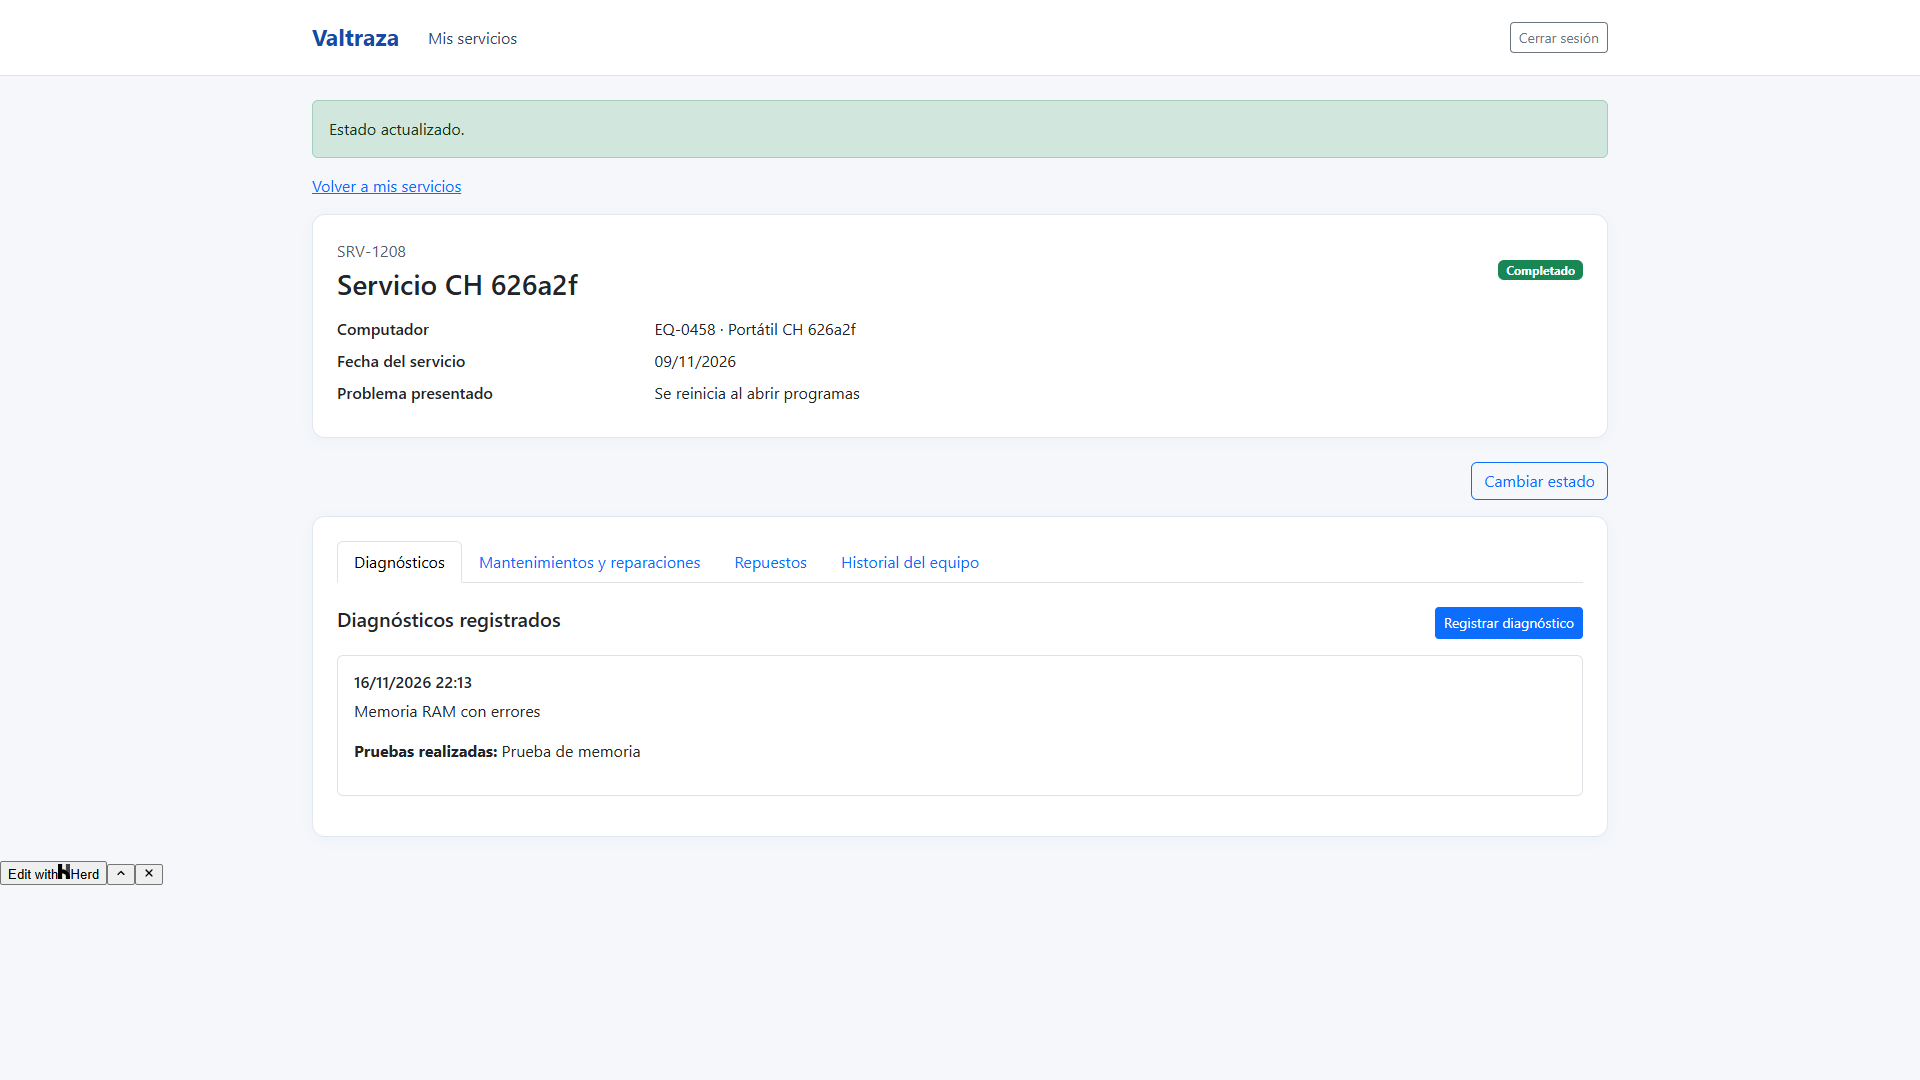 Valtraza Mis servicios Cerrar sesión
Estado actualizado.
Volver a mis servicios
SRV-1208
Servicio CH 626a2f
Completado
Computador EQ-0458 · Portátil CH 626a2f
Fecha del servicio 09/11/2026
Problema presentado Se reinicia al abrir programas
Cambiar estado
Diagnósticos Mantenimientos y reparaciones Repuestos Historial del equipo
Diagnósticos registrados Registrar diagnóstico
16/11/2026 22:13
Memoria RAM con errores
Pruebas realizadas: Prueba de memoria
Edit with Herd